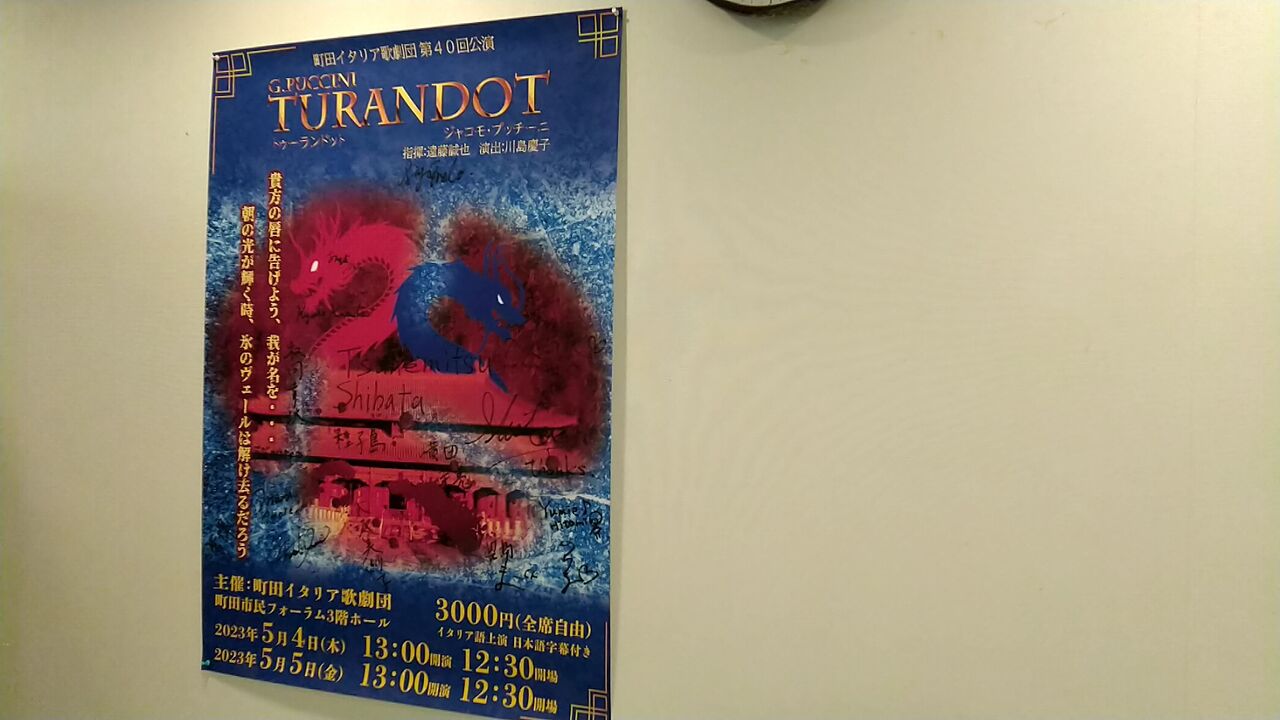 町田イタリア歌劇団 第40回公演
G.PUCCINI
TURANDOT
トゥーランドット
ジャコモ・プッチーニ
指揮:遠藤誠也 演出:川島慶子
貴方の唇に告げよう、我が名を・・・
朝の光が輝く時、氷のヴェールは解け去るだろう
Tsunemitsu
Shibata
種子島
横田
主催:町田イタリア歌劇団
町田市民フォーラム3階ホール
3000円(全席自由)
イタリア語上演 日本語字幕付き
2023年5月4日(木) 13:00開演 12:30開場
2023年5月5日(金) 13:00開演 12:30開場